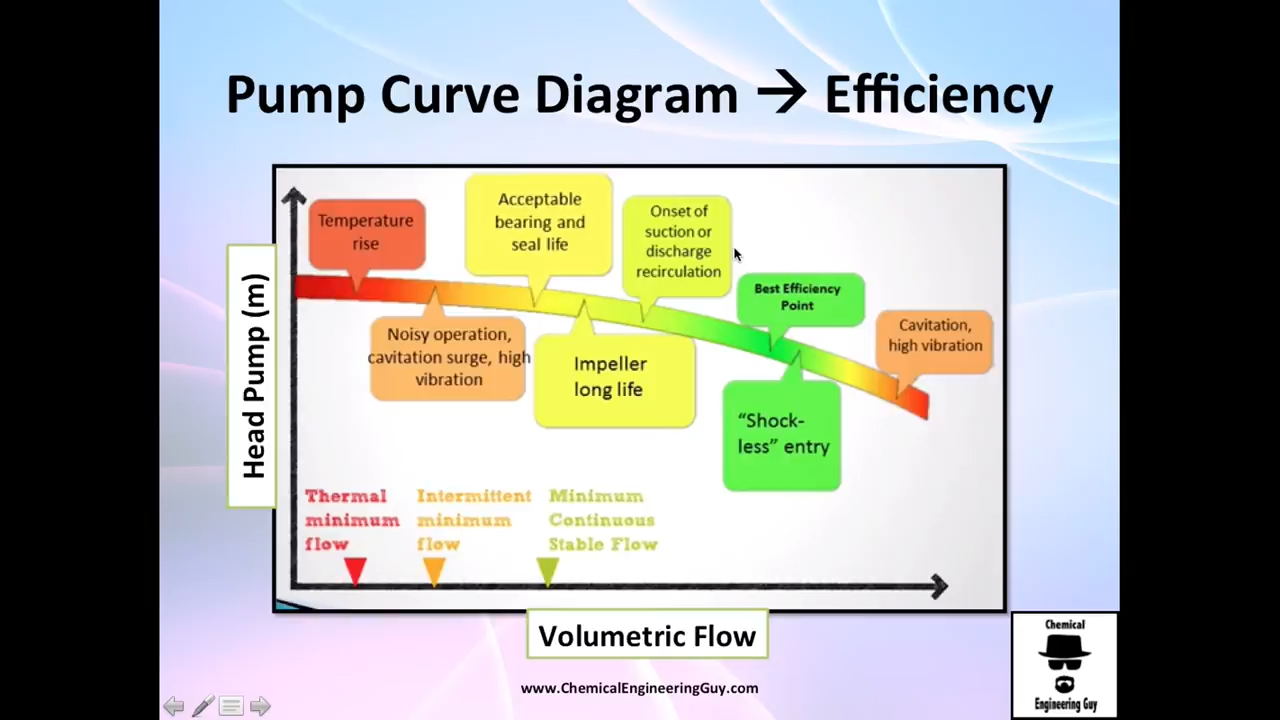 Pump Curve Diagram → Efficiency
Temperature
rise
Acceptable
bearing and
seal life
Onset of
suction or
discharge
recirculation
Best Efficiency
Point
Cavitation,
high vibration
Noisy operation,
cavitation surge, high
vibration
Impeller
long life
“Shock-
less” entry
Head Pump (m)
Thermal
minimum
flow
Intermittent
minimum
flow
Minimum
Continuous
Stable Flow
Volumetric Flow
www.ChemicalEngineeringGuy.com
Chemical
Engineering Guy